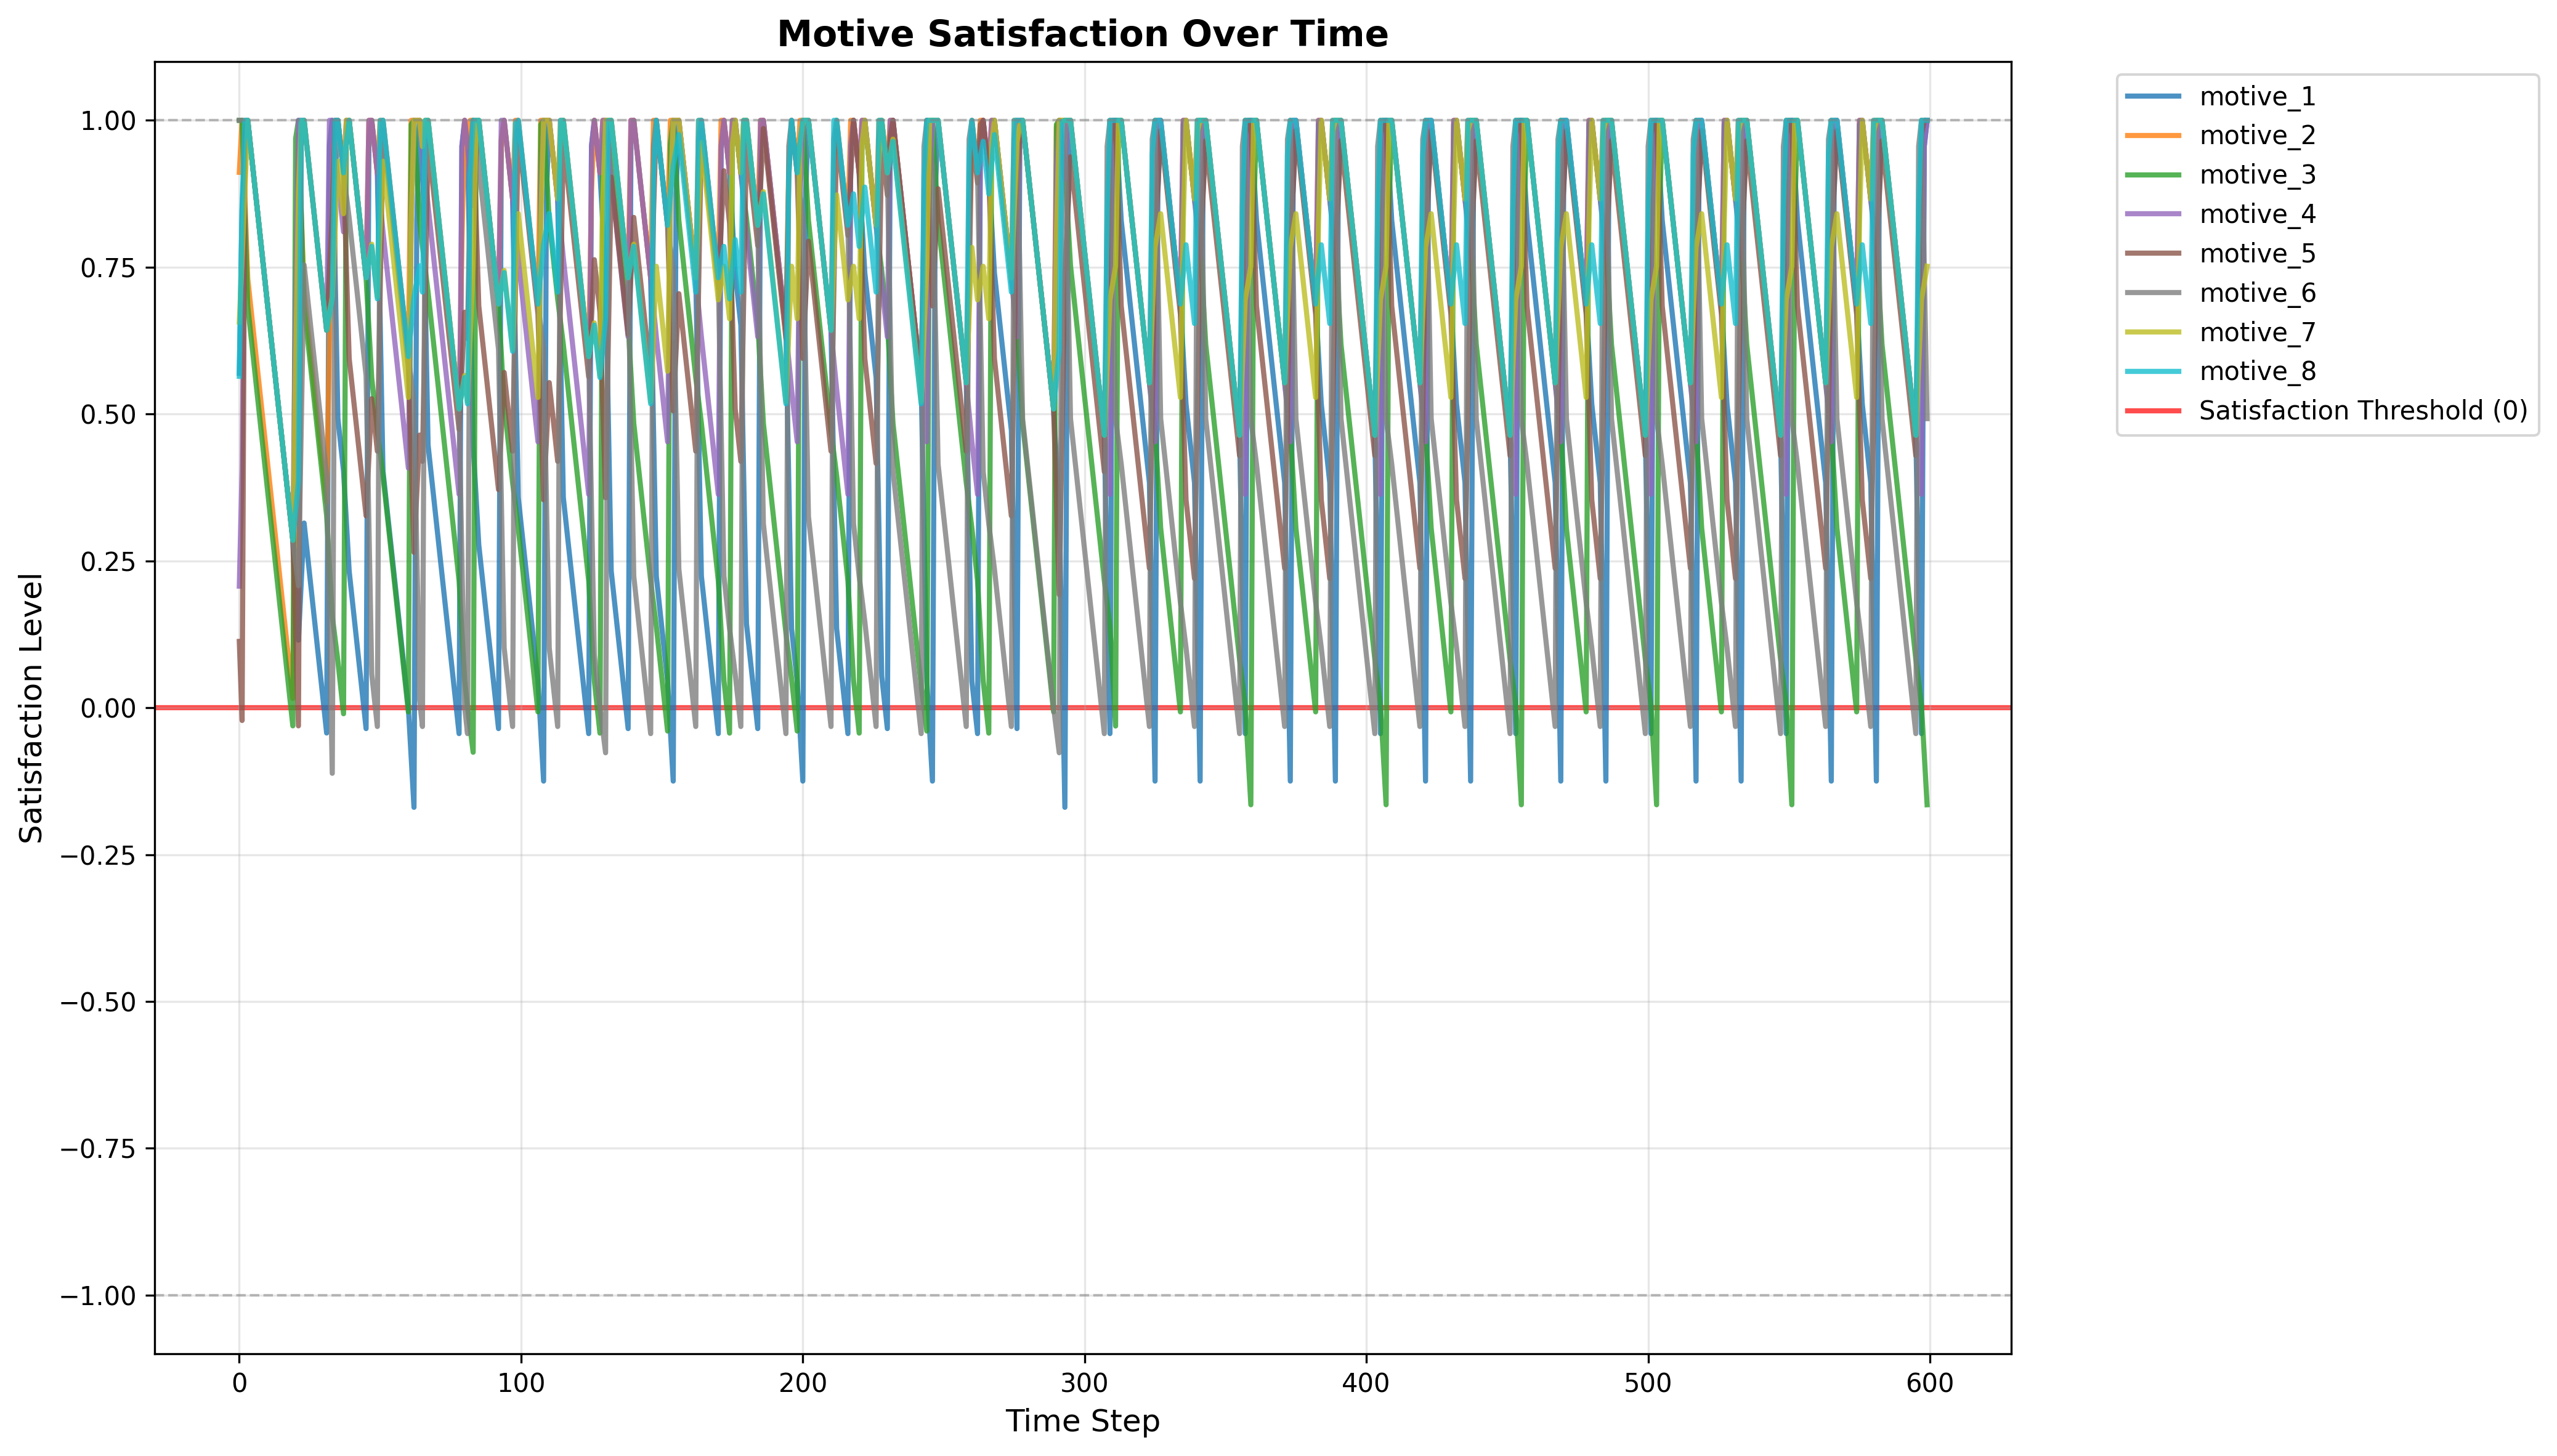 Motive Satisfaction Over Time
1.00
0.75
0.50
0.25
0.00
−0.25
−0.50
−0.75
−1.00
Satisfaction Level
0 100 200 300 400 500 600
Time Step
motive_1
motive_2
motive_3
motive_4
motive_5
motive_6
motive_7
motive_8
Satisfaction Threshold (0)